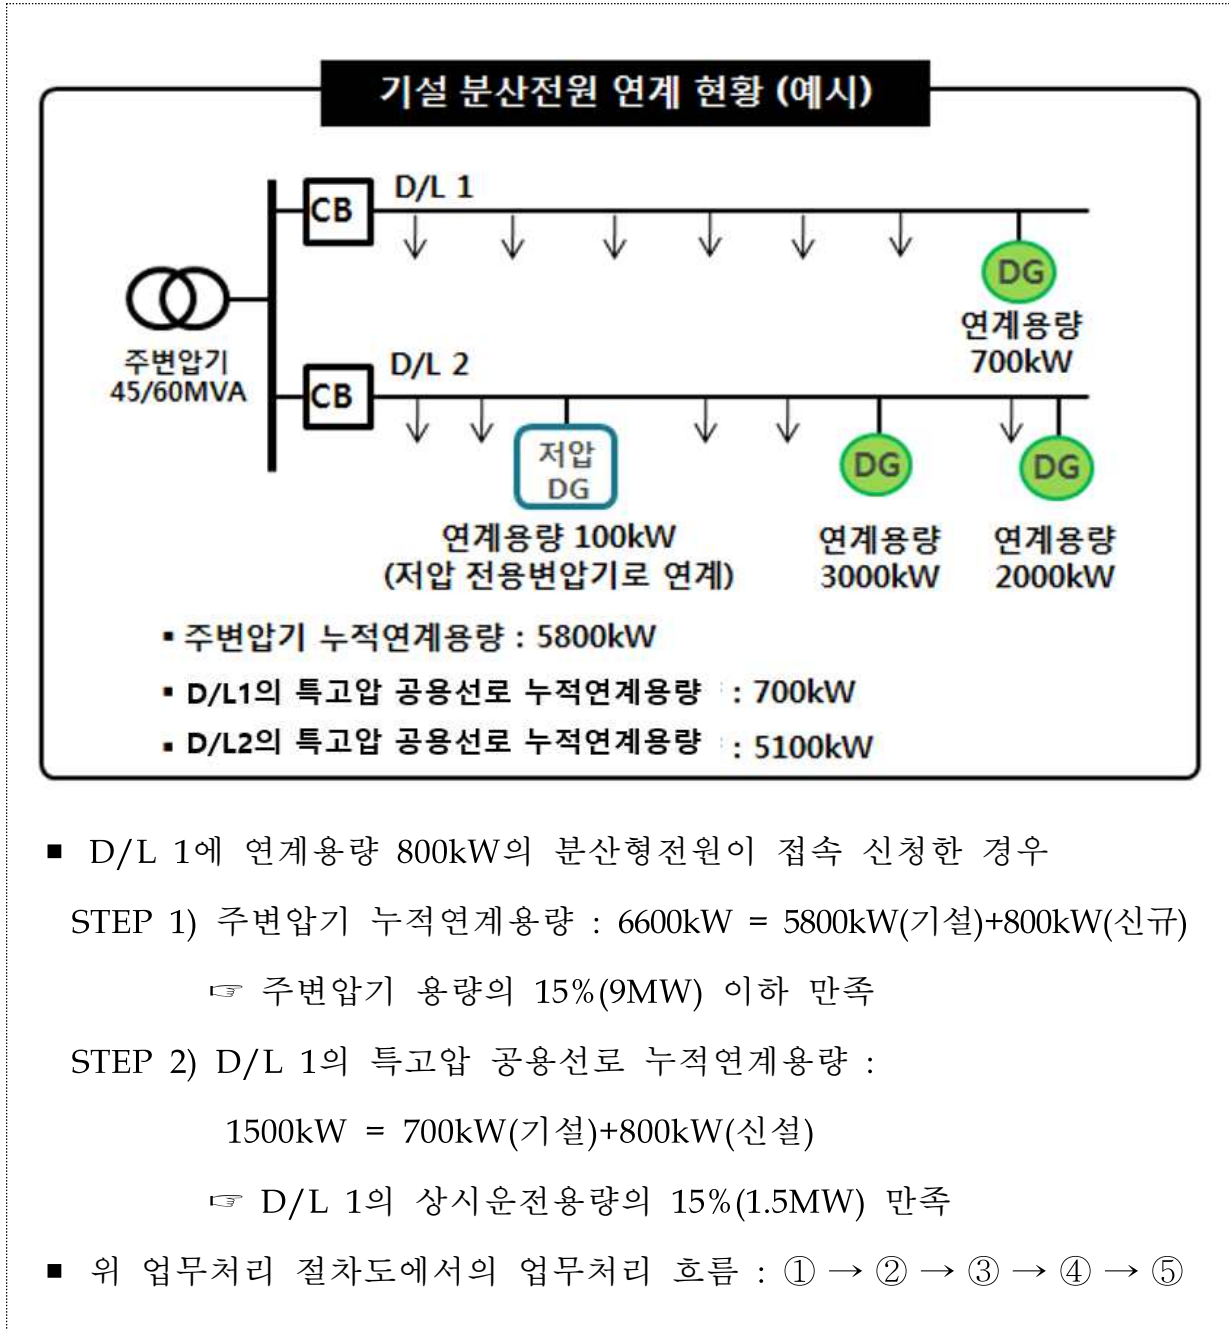 기설 분산전원 연계 현황 (예시)
D/L 1
CB
DG
연계용량
700kW
주변압기
45/60MVA
D/L 2
CB
저압
DG
DG
DG
연계용량 100kW
(저압 전용변압기로 연계)
연계용량
3000kW
연계용량
2000kW
▪ 주변압기 누적연계용량 : 5800kW
▪ D/L1의 특고압 공용선로 누적연계용량 : 700kW
▪ D/L2의 특고압 공용선로 누적연계용량 : 5100kW
■ D/L 1에 연계용량 800kW의 분산형전원이 접속 신청한 경우
STEP 1) 주변압기 누적연계용량 : 6600kW = 5800kW(기설)+800kW(신규)
☞ 주변압기 용량의 15%(9MW) 이하 만족
STEP 2) D/L 1의 특고압 공용선로 누적연계용량 :
1500kW = 700kW(기설)+800kW(신설)
☞ D/L 1의 상시운전용량의 15%(1.5MW) 만족
■ 위 업무처리 절차도에서의 업무처리 흐름 : ① → ② → ③ → ④ → ⑤